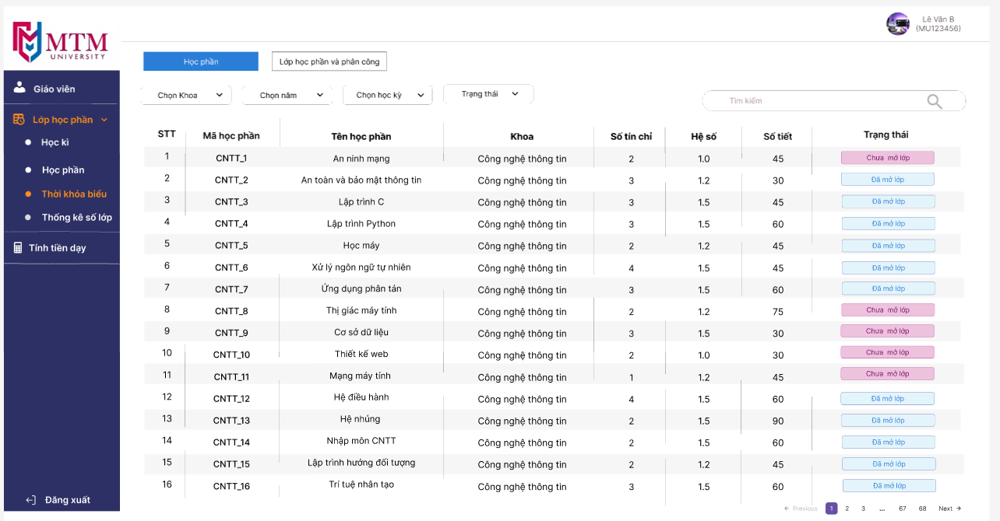 Lê Văn B
(MU123456)
MTM
UNIVERSITY
Giáo viên
Lớp học phần
Học kì
Học phần
Thời khóa biểu
Thống kê số lớp
Tính tiền dạy
Đăng xuất
Học phần Lớp học phần và phân công
Chọn Khoa Chọn năm Chọn học kỳ Trạng thái Tìm kiếm
STT Mã học phần Tên học phần Khoa Số tín chỉ Hệ số Số tiết Trạng thái
1 CNTT_1 An ninh mạng Công nghệ thông tin 2 1.0 45 Chưa mở lớp
2 CNTT_2 An toàn và bảo mật thông tin Công nghệ thông tin 3 1.2 30 Đã mở lớp
3 CNTT_3 Lập trình C Công nghệ thông tin 3 1.5 45 Đã mở lớp
4 CNTT_4 Lập trình Python Công nghệ thông tin 3 1.5 60 Đã mở lớp
5 CNTT_5 Học máy Công nghệ thông tin 2 1.2 45 Đã mở lớp
6 CNTT_6 Xử lý ngôn ngữ tự nhiên Công nghệ thông tin 4 1.5 45 Đã mở lớp
7 CNTT_7 Ứng dụng phân tán Công nghệ thông tin 3 1.5 60 Đã mở lớp
8 CNTT_8 Thị giác máy tính Công nghệ thông tin 2 1.2 75 Chưa mở lớp
9 CNTT_9 Cơ sở dữ liệu Công nghệ thông tin 3 1.5 30 Chưa mở lớp
10 CNTT_10 Thiết kế web Công nghệ thông tin 2 1.0 30 Chưa mở lớp
11 CNTT_11 Mạng máy tính Công nghệ thông tin 1 1.2 45 Chưa mở lớp
12 CNTT_12 Hệ điều hành Công nghệ thông tin 4 1.5 60 Đã mở lớp
13 CNTT_13 Hệ nhúng Công nghệ thông tin 2 1.5 90 Đã mở lớp
14 CNTT_14 Nhập môn CNTT Công nghệ thông tin 2 1.5 60 Đã mở lớp
15 CNTT_15 Lập trình hướng đối tượng Công nghệ thông tin 2 1.2 45 Đã mở lớp
16 CNTT_16 Trí tuệ nhân tạo Công nghệ thông tin 3 1.5 60 Đã mở lớp
← Previous 1 2 3 ... 67 68 Next →